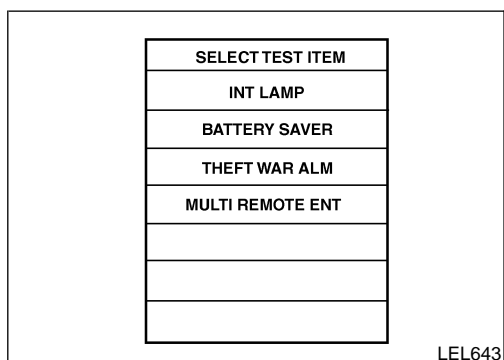 SELECT TEST ITEM
INT LAMP
BATTERY SAVER
THEFT WAR ALM
MULTI REMOTE ENT
LEL643